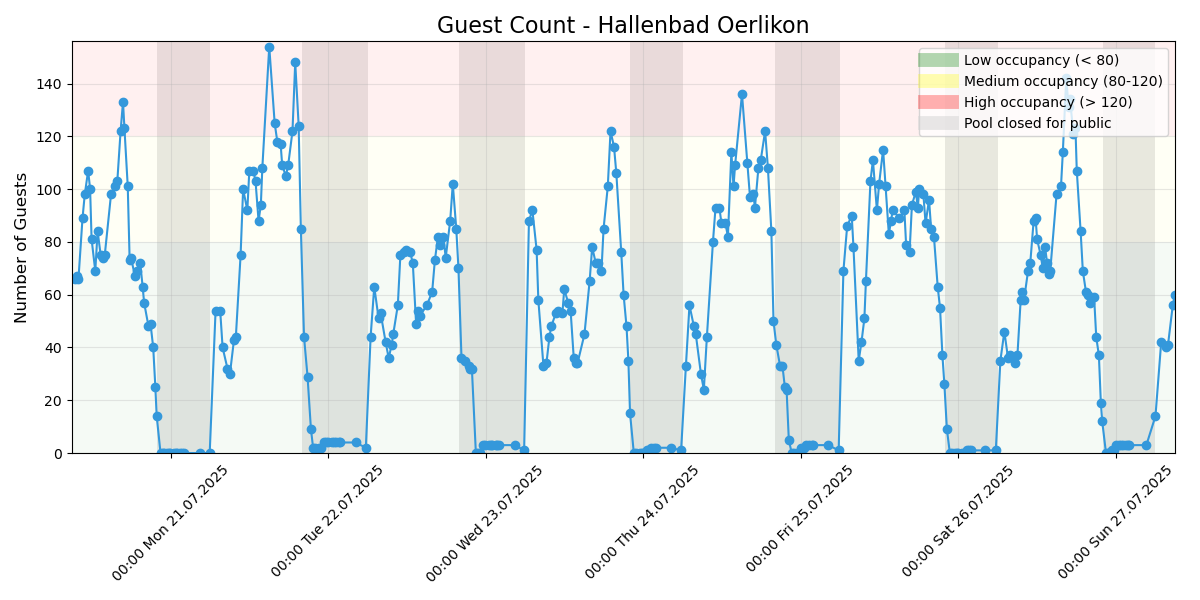 Guest Count - Hallenbad Oerlikon
Number of Guests
140
120
100
80
60
40
20
0
Low occupancy (< 80)
Medium occupancy (80-120)
High occupancy (> 120)
Pool closed for public
00:00 Mon 21.07.2025
00:00 Tue 22.07.2025
00:00 Wed 23.07.2025
00:00 Thu 24.07.2025
00:00 Fri 25.07.2025
00:00 Sat 26.07.2025
00:00 Sun 27.07.2025